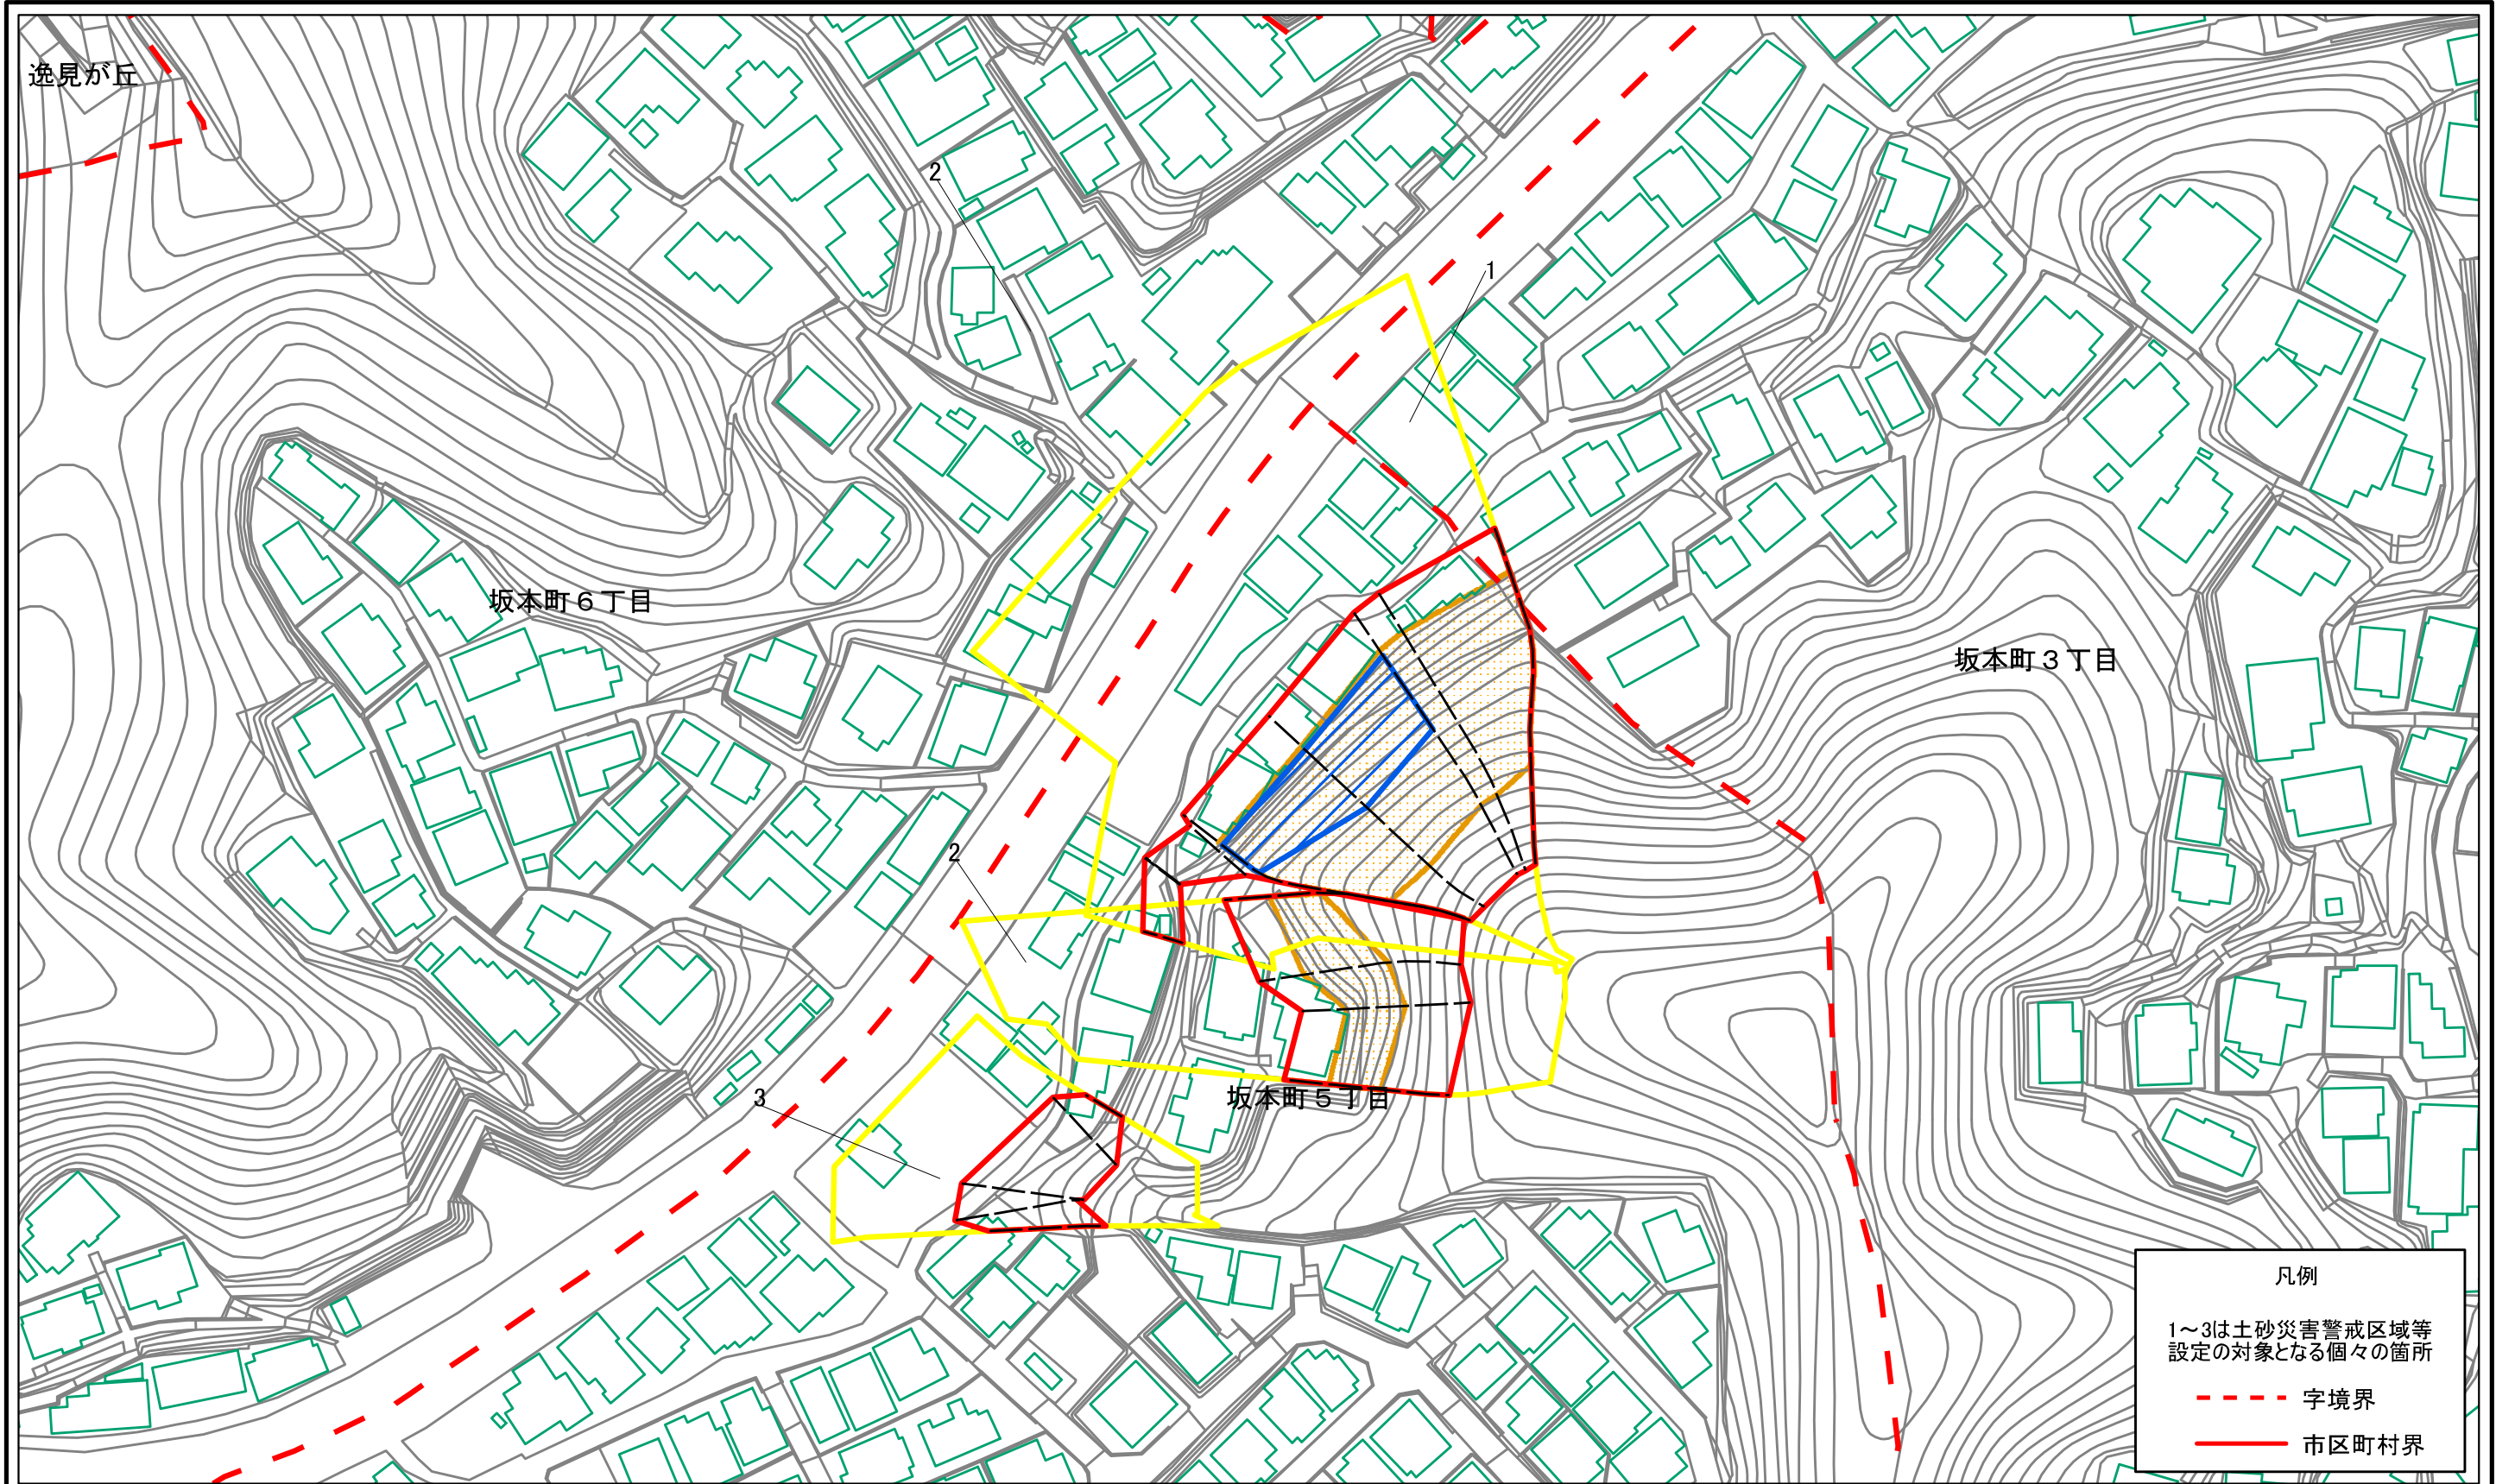 逸見が丘
2
1
坂本町６丁目
坂本町３丁目
2
3
坂本町５丁目
凡例
1～3は土砂災害警戒区域等
設定の対象となる個々の箇所
字境界
市区町村界